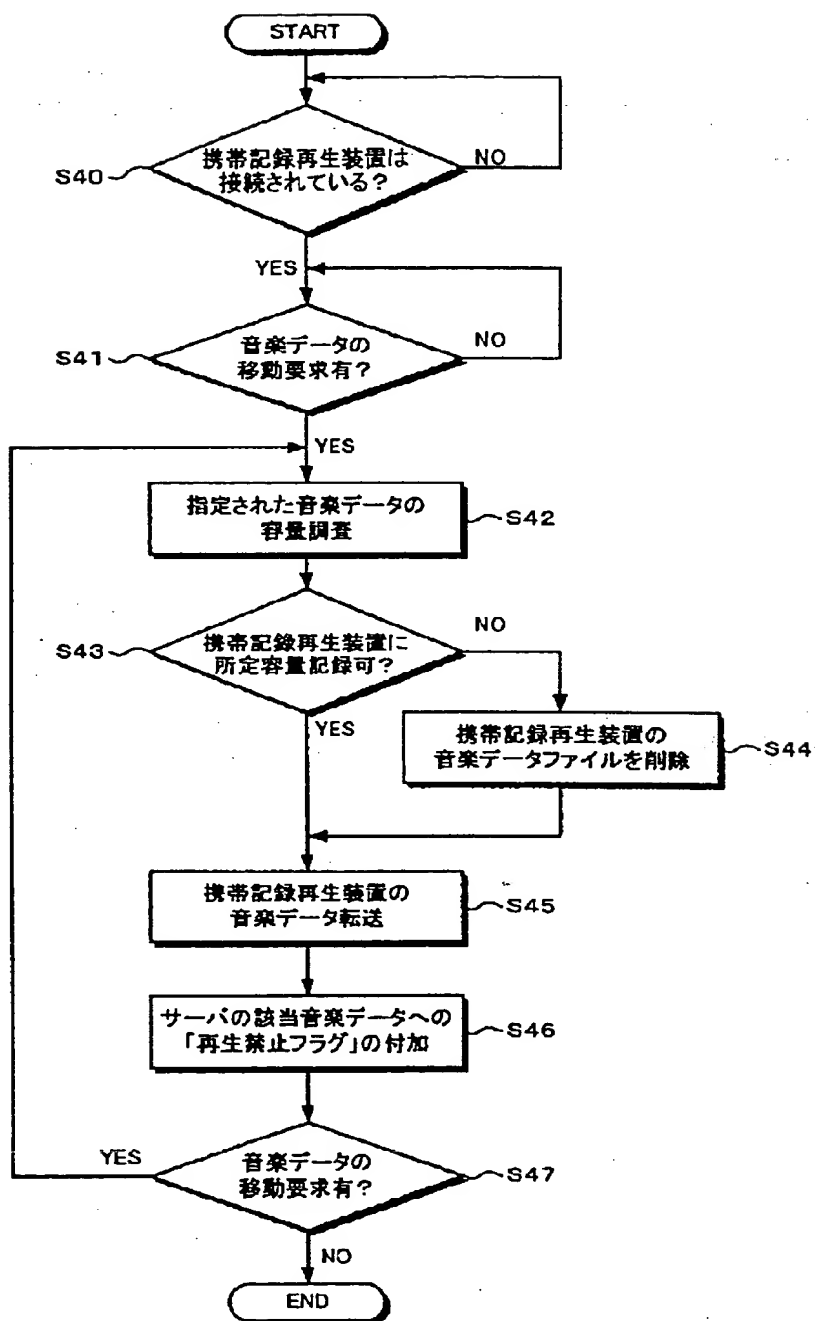 START
S40
携帯記録再生装置は
接続されている?
NO
YES
S41
音楽データの
移動要求有?
NO
YES
指定された音楽データの
容量調査
S42
S43
携帯記録再生装置に
所定容量記録可?
NO
YES
携帯記録再生装置の
音楽データファイルを削除
S44
携帯記録再生装置の
音楽データ転送
S45
サーバの該当音楽データへの
「再生禁止フラグ」の付加
S46
YES
音楽データの
移動要求有?
S47
NO
END